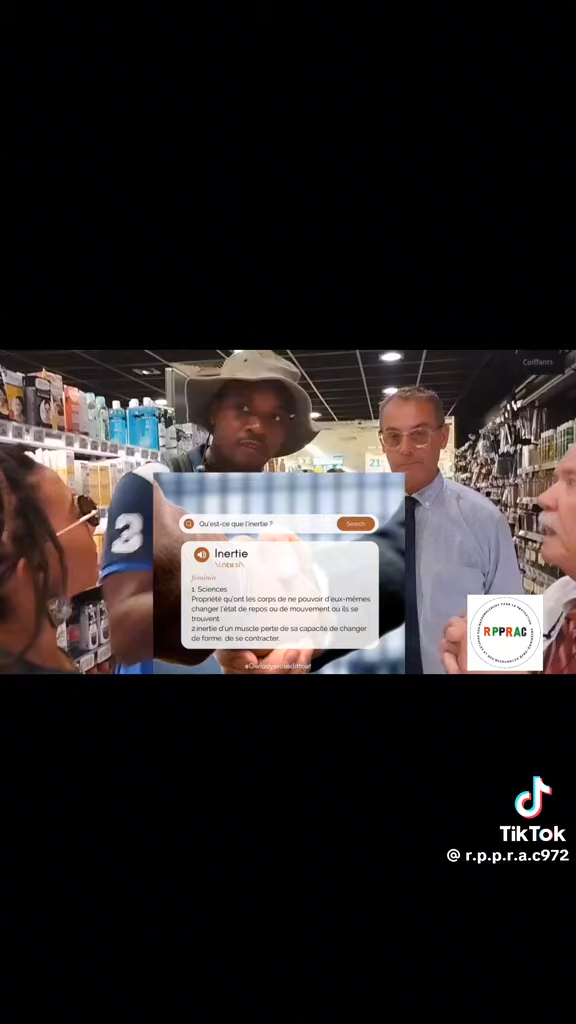 Coiffants
21
3
Qu'est-ce que l'inertie ?
Search
Inertie
féminin
1. Sciences
Propriété qu'ont les corps de ne pouvoir d'eux-mêmes
changer l'état de repos ou de mouvement où ils se
trouvent
2.inertie d'un muscle perte de sa capacité de changer
de forme, de se contracter.
RPPRAC
TikTok
@ r.p.p.r.a.c972